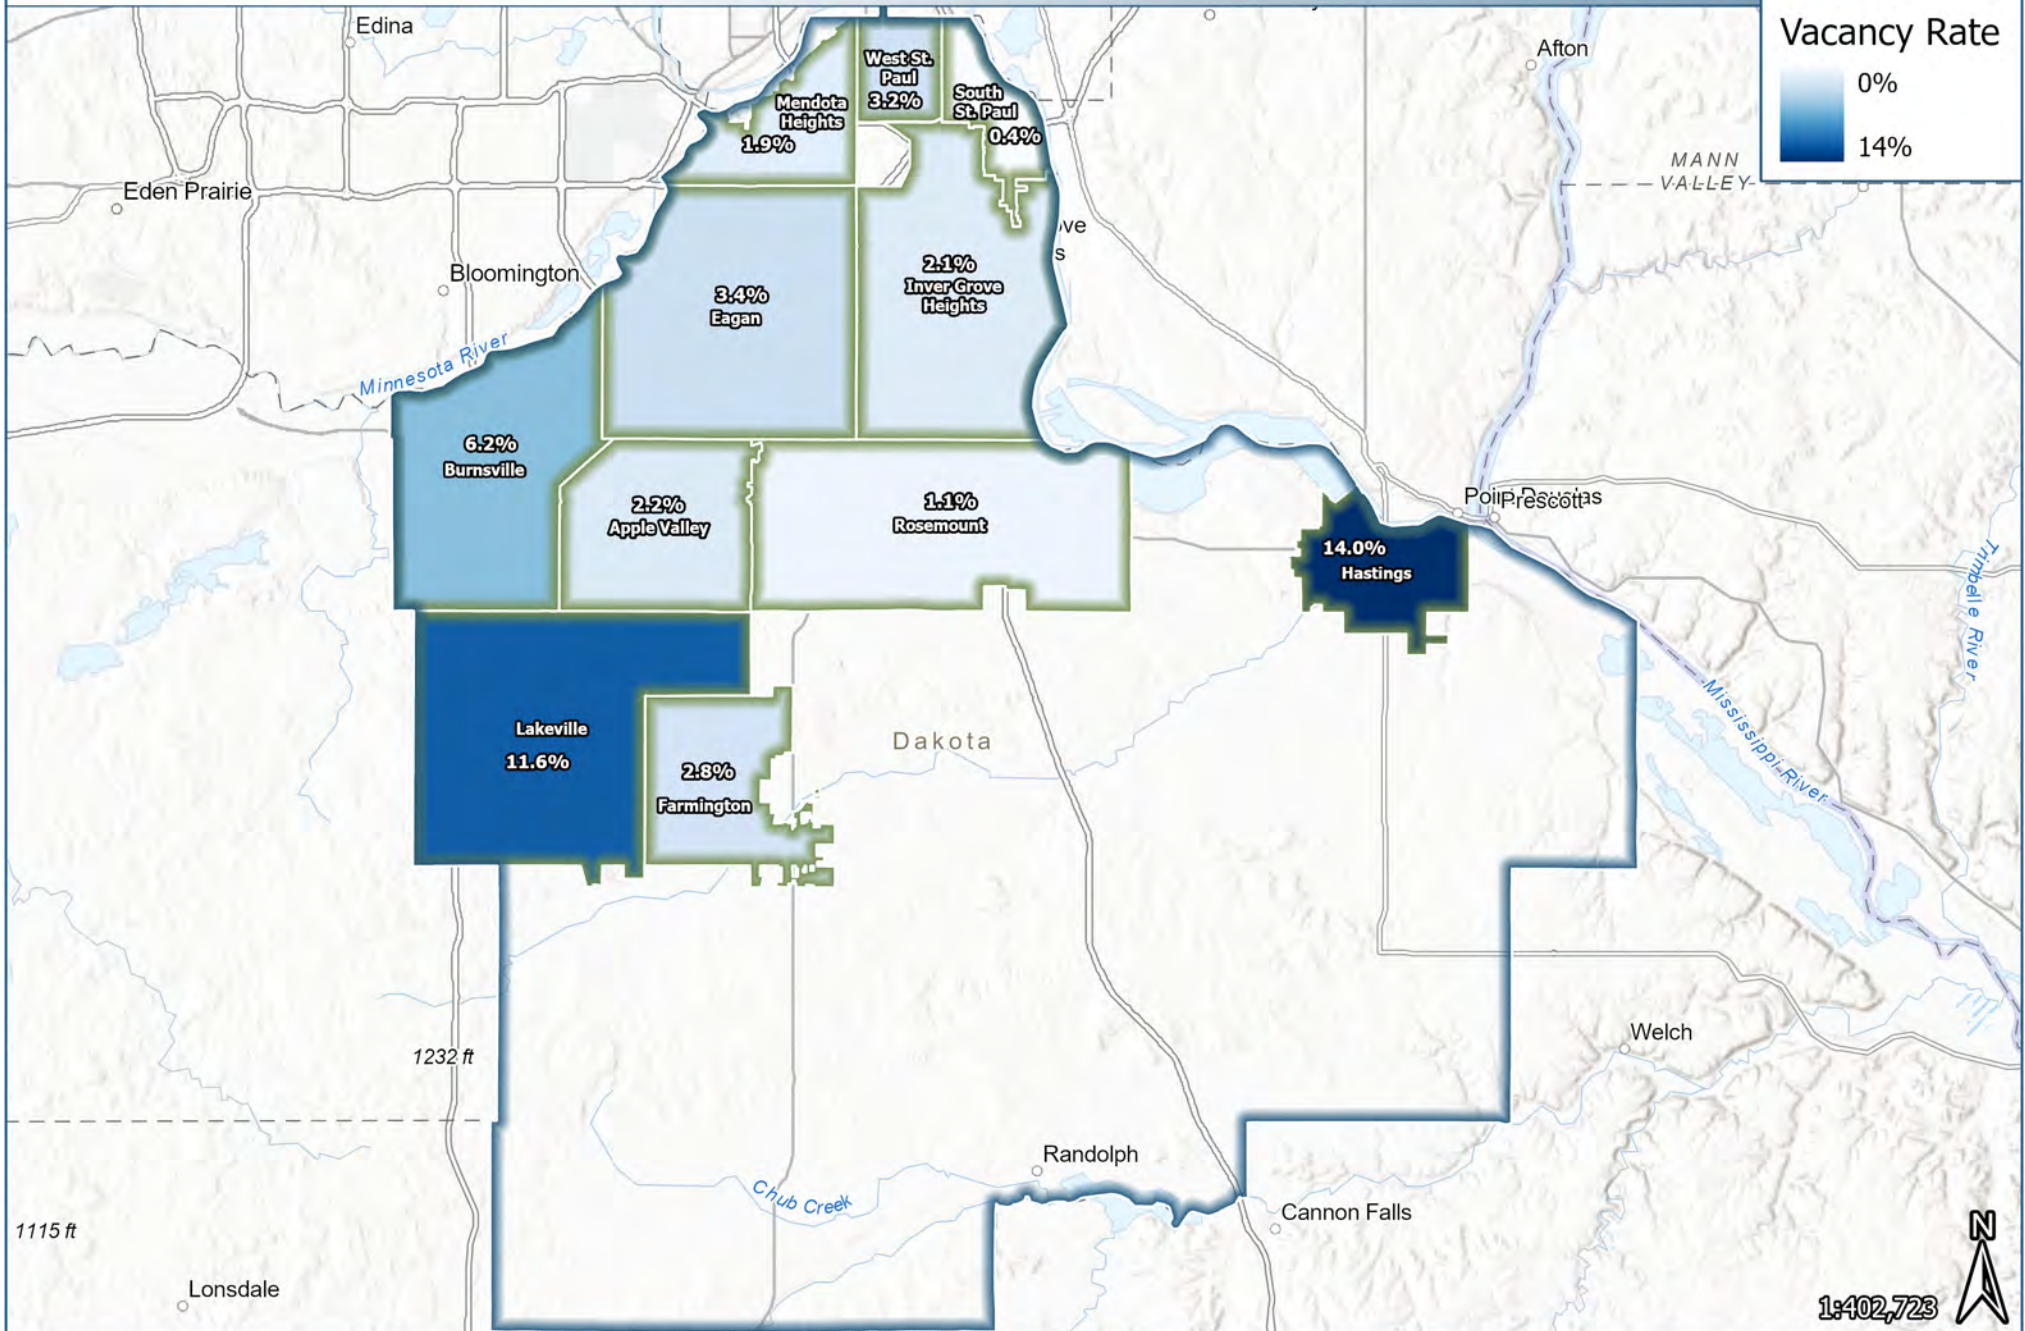 Vacancy Rate
0%
14%
Edina
Afton
West St.
Paul
3.2%
South
St. Paul
0.4%
Mendota
Heights
1.9%
MANN
VALLEY
Eden Prairie
Bloomington
2.1%
Inver Grove
Heights
3.4%
Eagan
Minnesota River
6.2%
Burnsville
2.2%
Apple Valley
1.1%
Rosemount
Prescott
14.0%
Hastings
Trimbelle River
Lakeville
11.6%
2.8%
Farmington
Dakota
Mississippi River
1232 ft
Welch
Randolph
Chub Creek
Cannon Falls
1115 ft
Lonsdale
N
1:402,723